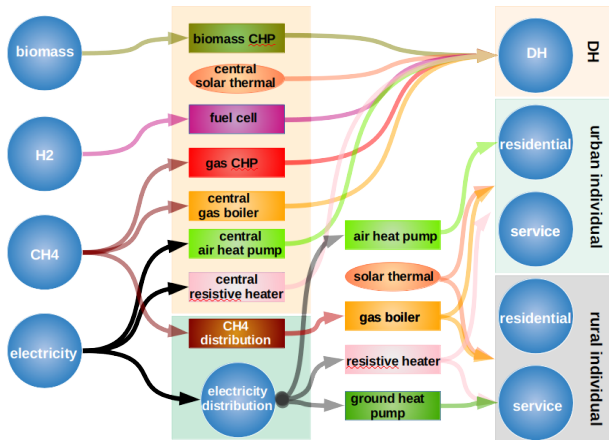 biomass
H2
CH4
electricity
biomass CHP
central
solar thermal
fuel cell
gas CHP
central
gas boiler
central
air heat pump
central
resistive heater
CH4
distribution
electricity
distribution
air heat pump
solar thermal
gas boiler
resistive heater
ground heat
pump
DH
residential
service
residential
service
DH
urban individual
rural individual